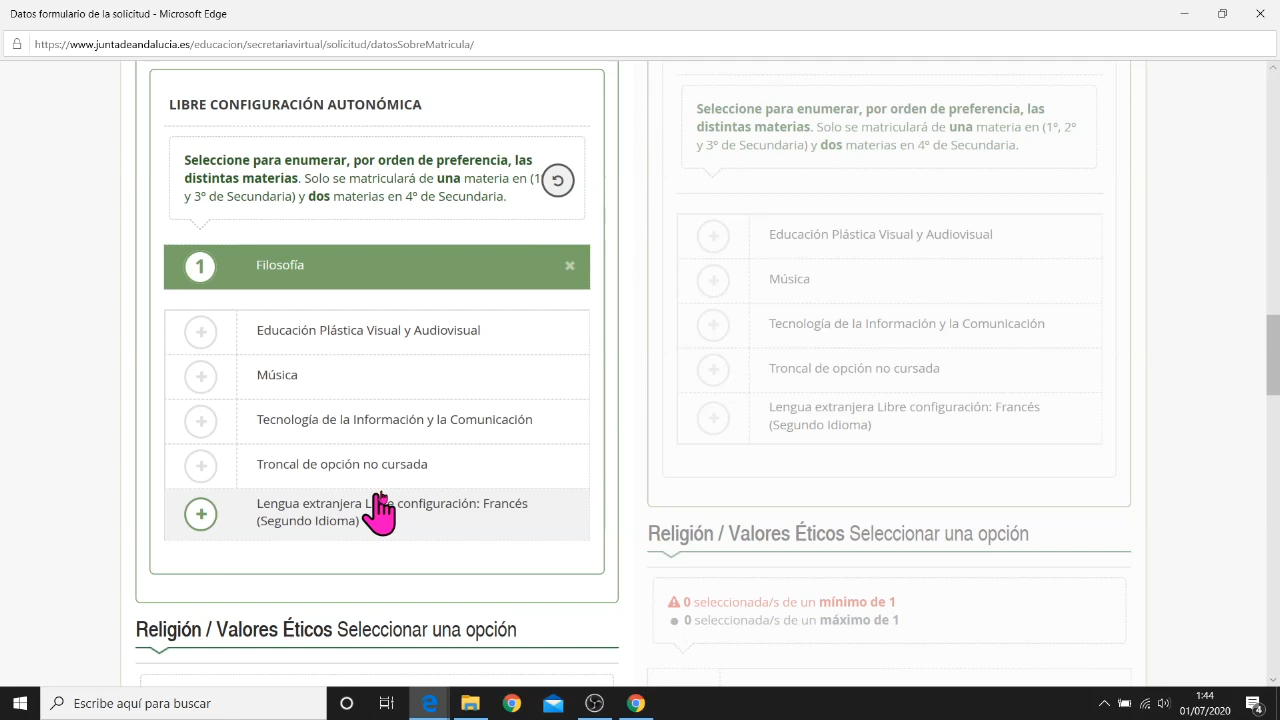 Datos formulario de la solicitud - Microsoft Edge
https://www.juntadeandalucia.es/educacion/secretariavirtual/solicitud/datosSobreMatricula/
LIBRE CONFIGURACIÓN AUTONÓMICA
Seleccione para enumerar, por orden de preferencia, las
distintas materias. Solo se matriculará de una materia en (1
y 3º de Secundaria) y dos materias en 4º de Secundaria.
1 Filosofía
Educación Plástica Visual y Audiovisual
Música
Tecnología de la Información y la Comunicación
Troncal de opción no cursada
Lengua extranjera Libre configuración: Francés
(Segundo Idioma)
Religión / Valores Éticos Seleccionar una opción
Seleccione para enumerar, por orden de preferencia, las
distintas materias. Solo se matriculará de una materia en (1º, 2º
y 3º de Secundaria) y dos materias en 4º de Secundaria.
Educación Plástica Visual y Audiovisual
Música
Tecnología de la Información y la Comunicación
Troncal de opción no cursada
Lengua extranjera Libre configuración: Francés
(Segundo Idioma)
Religión / Valores Éticos Seleccionar una opción
0 seleccionada/s de un mínimo de 1
0 seleccionada/s de un máximo de 1
Escribe aquí para buscar
1:44
01/07/2020
4